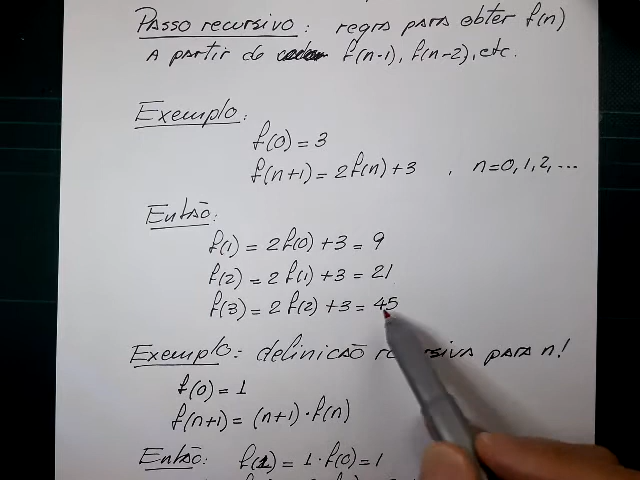 Passo recursivo: regra para obter f(n)
A partir de f(n-1), f(n-2), etc.
Exemplo:
f(0) = 3
f(n+1) = 2f(n)+3 , n=0,1,2,...
Então:
f(1) = 2f(0)+3 = 9
f(2) = 2f(1)+3 = 21
f(3) = 2f(2)+3 = 45
Exemplo: definição recursiva para n!
f(0) = 1
f(n+1) = (n+1)·f(n)
Então: f(1) = 1·f(0) = 1